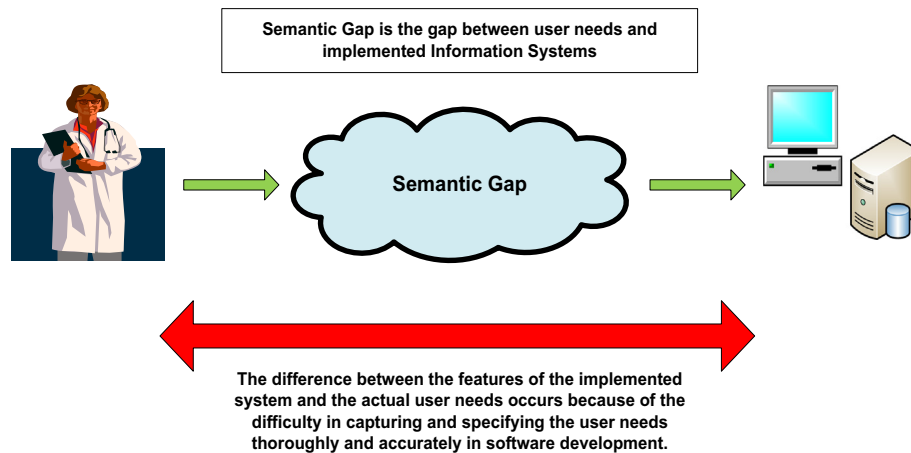 Semantic Gap is the gap between user needs and
implemented Information Systems
Semantic Gap
The difference between the features of the implemented
system and the actual user needs occurs because of the
difficulty in capturing and specifying the user needs
thoroughly and accurately in software development.